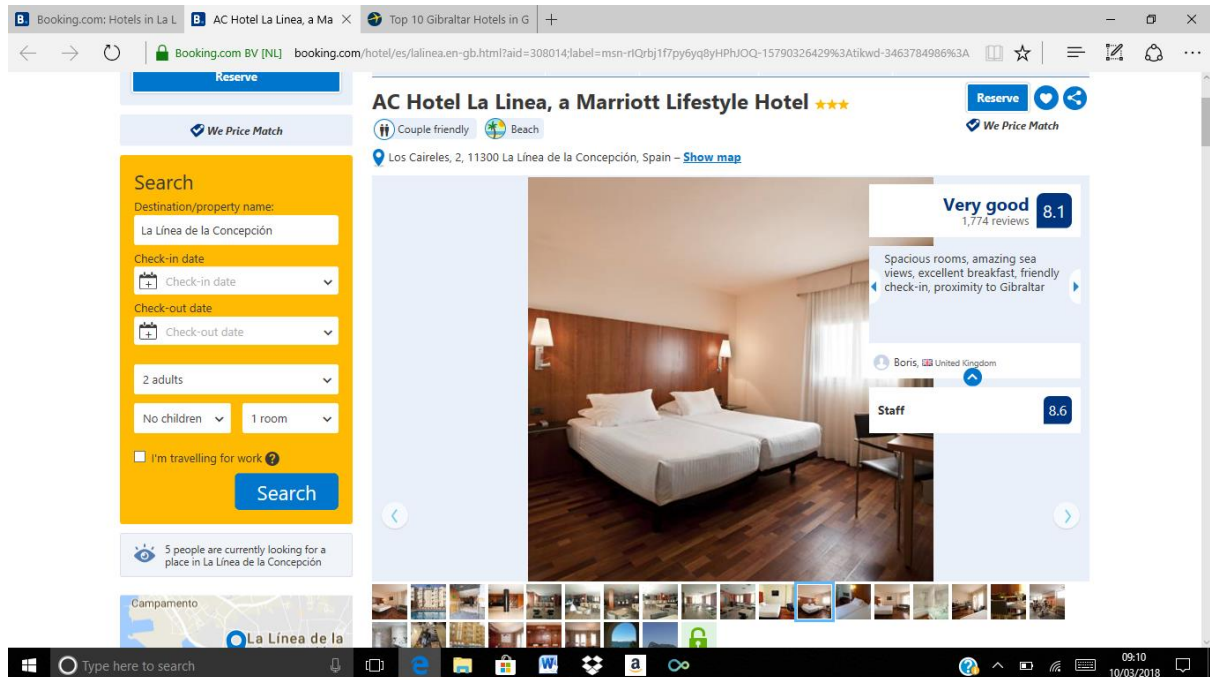 B. Booking.com: Hotels in La L
B. AC Hotel La Linea, a Ma
Top 10 Gibraltar Hotels in G
Booking.com BV [NL] booking.com/hotel/es/lalinea.en-gb.html?aid=308014;label=msn-rlQrbj1f7py6yq8yHPhJOQ-15790326429%3Atikwd-3463784986%3A
Reserve
We Price Match
Search
Destination/property name:
La Línea de la Concepción
Check-in date
Check-in date
Check-out date
Check-out date
2 adults
No children
1 room
I'm travelling for work
Search
5 people are currently looking for a
place in La Línea de la Concepción
Campamento
La Línea de la
AC Hotel La Linea, a Marriott Lifestyle Hotel
Reserve
Couple friendly
Beach
We Price Match
Los Caireles, 2, 11300 La Línea de la Concepción, Spain – Show map
Very good
1,774 reviews
8.1
Spacious rooms, amazing sea
views, excellent breakfast, friendly
check-in, proximity to Gibraltar
Boris, United Kingdom
Staff
8.6
Type here to search
09:10
10/03/2018